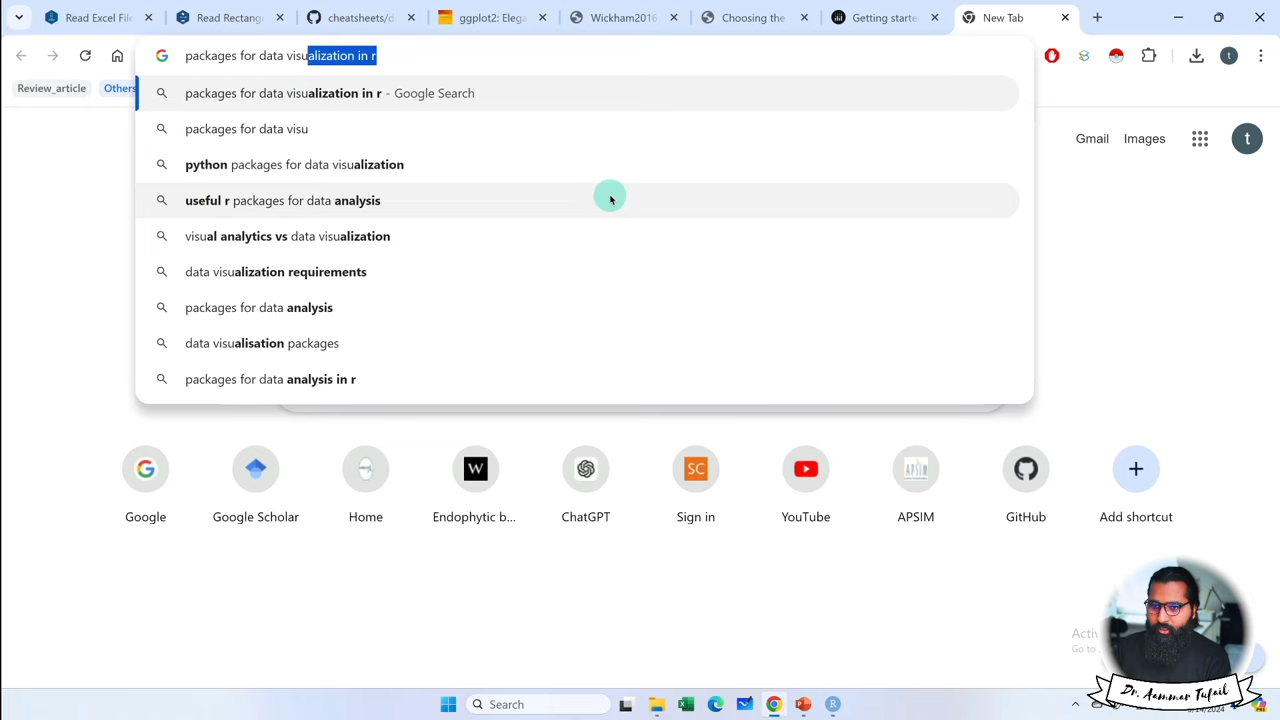 Read Excel File
Read Rectang
cheatsheets/d
ggplot2: Elega
Wickham2016
Choosing the
Getting starte
New Tab
packages for data visualization in r
Review_article
Others
packages for data visualization in r - Google Search
packages for data visu
python packages for data visualization
useful r packages for data analysis
visual analytics vs data visualization
data visualization requirements
packages for data analysis
data visualisation packages
packages for data analysis in r
Gmail
Images
t
Google
Google Scholar
Home
Endophytic b...
ChatGPT
Sign in
YouTube
APSIM
GitHub
Add shortcut
Activ
Go to
Dr. Aammar Tufail
Search